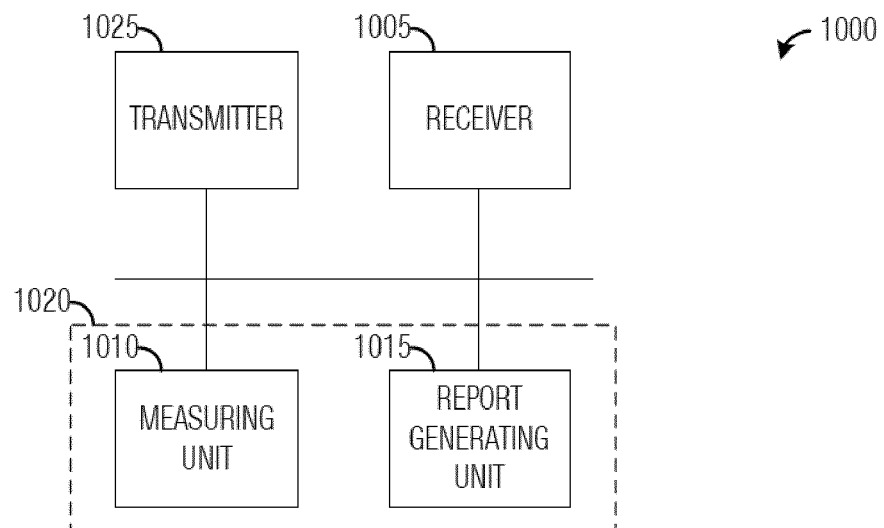 1025
1005
1000
TRANSMITTER
RECEIVER
1020
1010
1015
MEASURING
UNIT
REPORT
GENERATING
UNIT